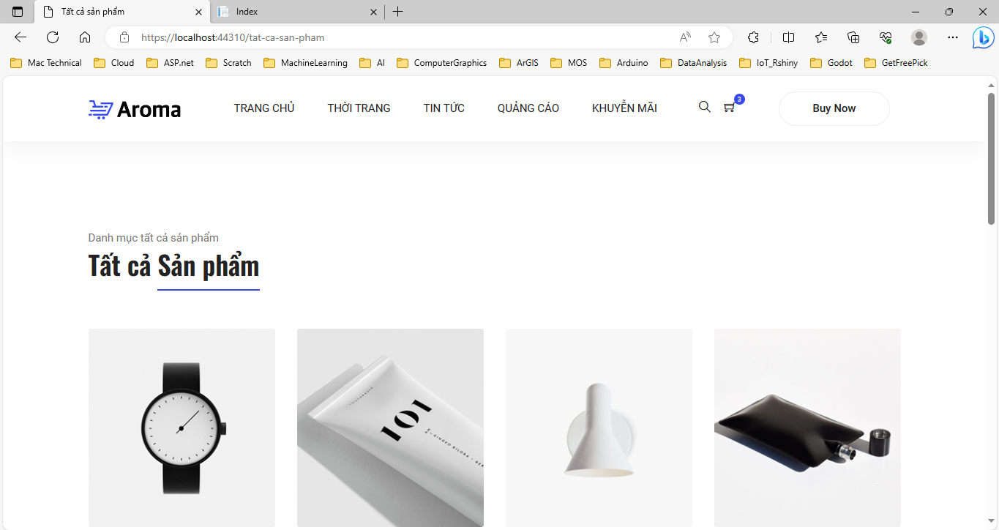 Tất cả sản phẩm
Index
https://localhost:44310/tat-ca-san-pham
Mac Technical Cloud ASP.net Scratch MachineLearning AI ComputerGraphics ArGIS MOS Arduino DataAnalysis IoT_Rshiny Godot GetFreePick
Aroma TRANG CHỦ THỜI TRANG TIN TỨC QUẢNG CÁO KHUYỄN MÃI 3 Buy Now
Danh mục tất cả sản phẩm
Tất cả Sản phẩm
101